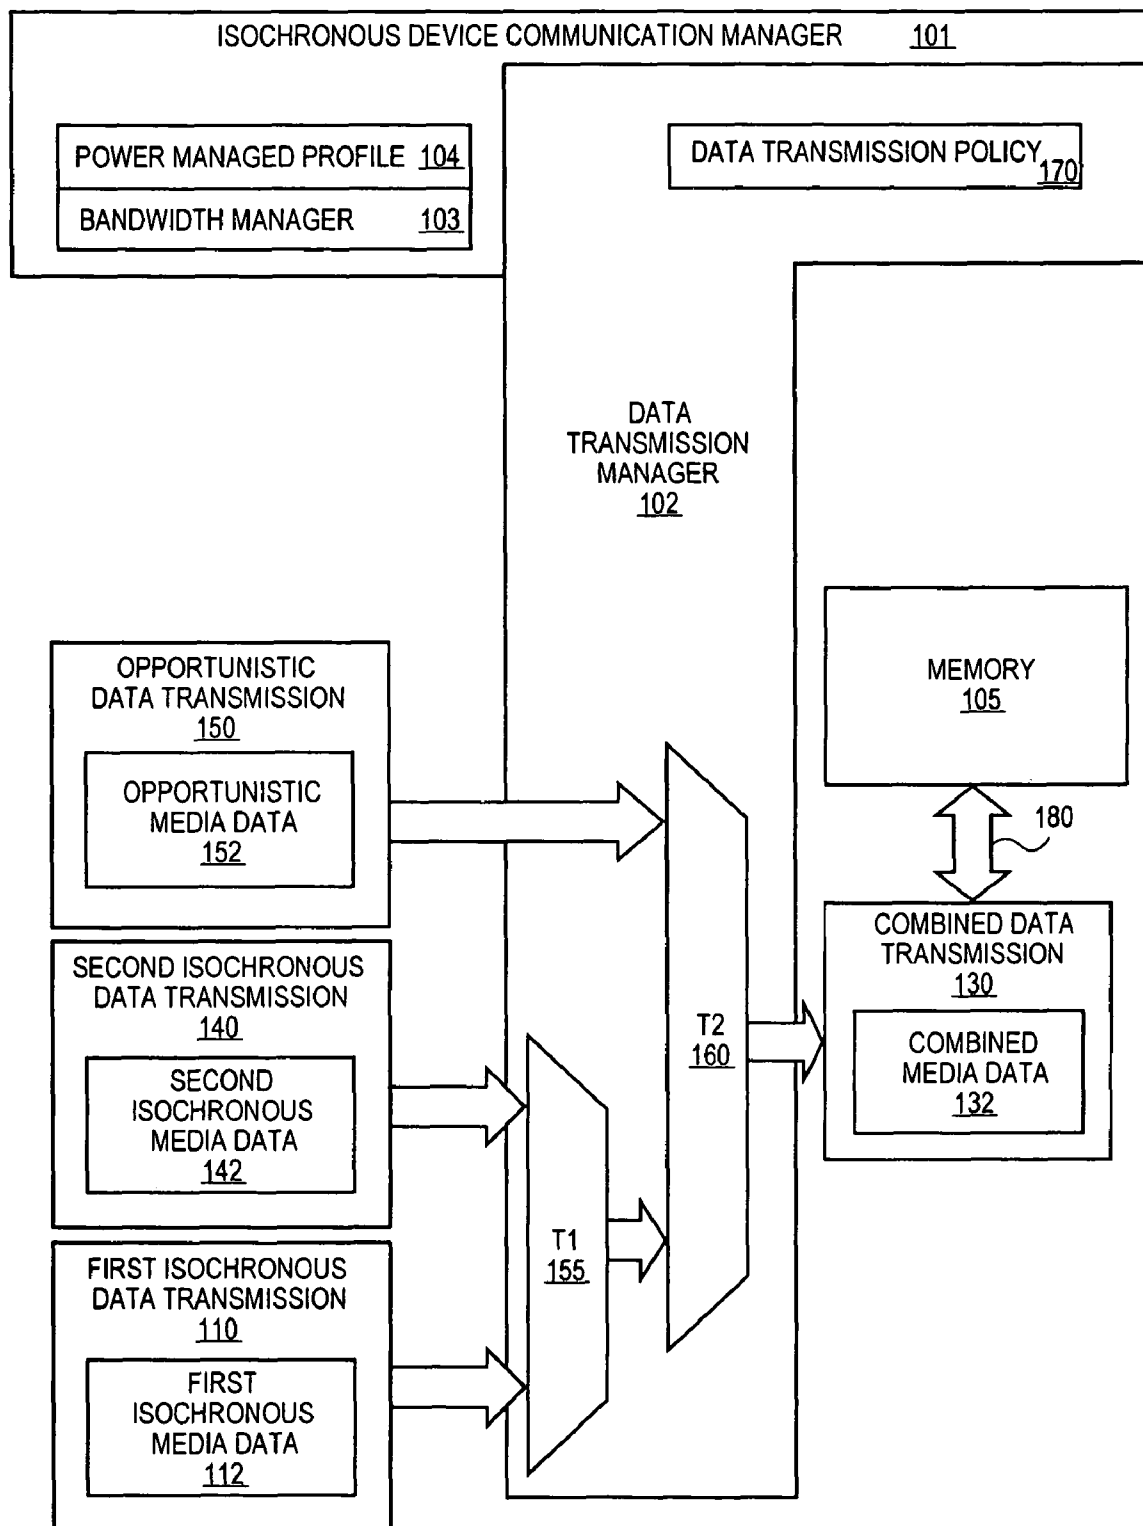 ISOCHRONOUS DEVICE COMMUNICATION MANAGER 101
POWER MANAGED PROFILE 104
BANDWIDTH MANAGER 103
DATA TRANSMISSION POLICY 170
DATA
TRANSMISSION
MANAGER
102
MEMORY
105
180
OPPORTUNISTIC
DATA TRANSMISSION
150
OPPORTUNISTIC
MEDIA DATA
152
SECOND ISOCHRONOUS
DATA TRANSMISSION
140
SECOND
ISOCHRONOUS
MEDIA DATA
142
FIRST ISOCHRONOUS
DATA TRANSMISSION
110
FIRST
ISOCHRONOUS
MEDIA DATA
112
T1
155
T2
160
COMBINED DATA
TRANSMISSION
130
COMBINED
MEDIA DATA
132